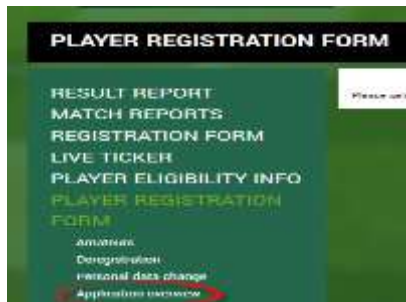 PLAYER REGISTRATION FORM
RESULT REPORT
MATCH REPORTS
REGISTRATION FORM
LIVE TICKER
PLAYER ELIGIBILITY INFO
PLAYER REGISTRATION
FORM
Amateurs
Deregistration
Personal data change
Application overview
Please